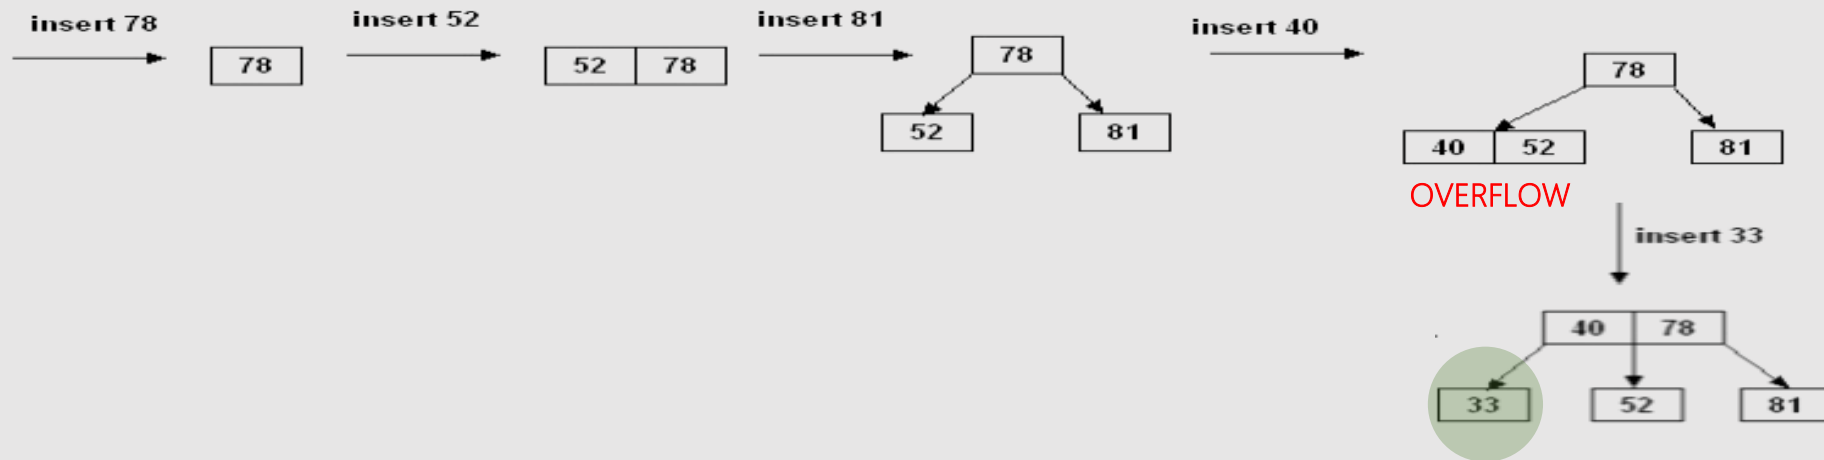 insert 78
78
insert 52
52 78
insert 81
78
52 81
insert 40
78
40 52 81
OVERFLOW
insert 33
40 78
33 52 81